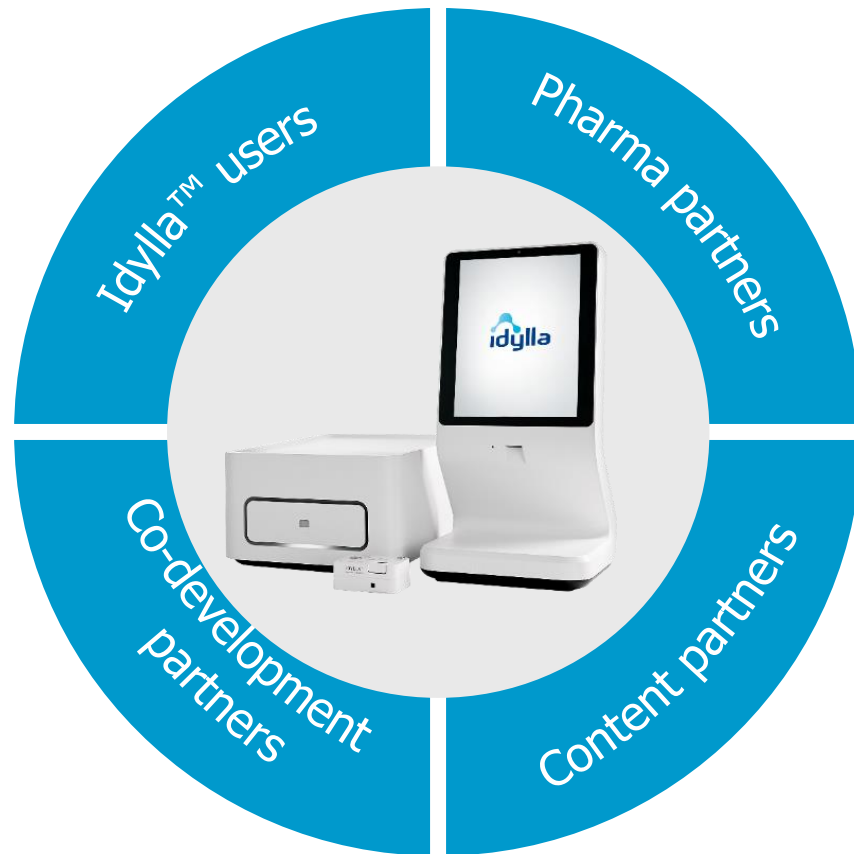 Idylla™ users
Pharma partners
idylla
Co-development
partners
Content partners